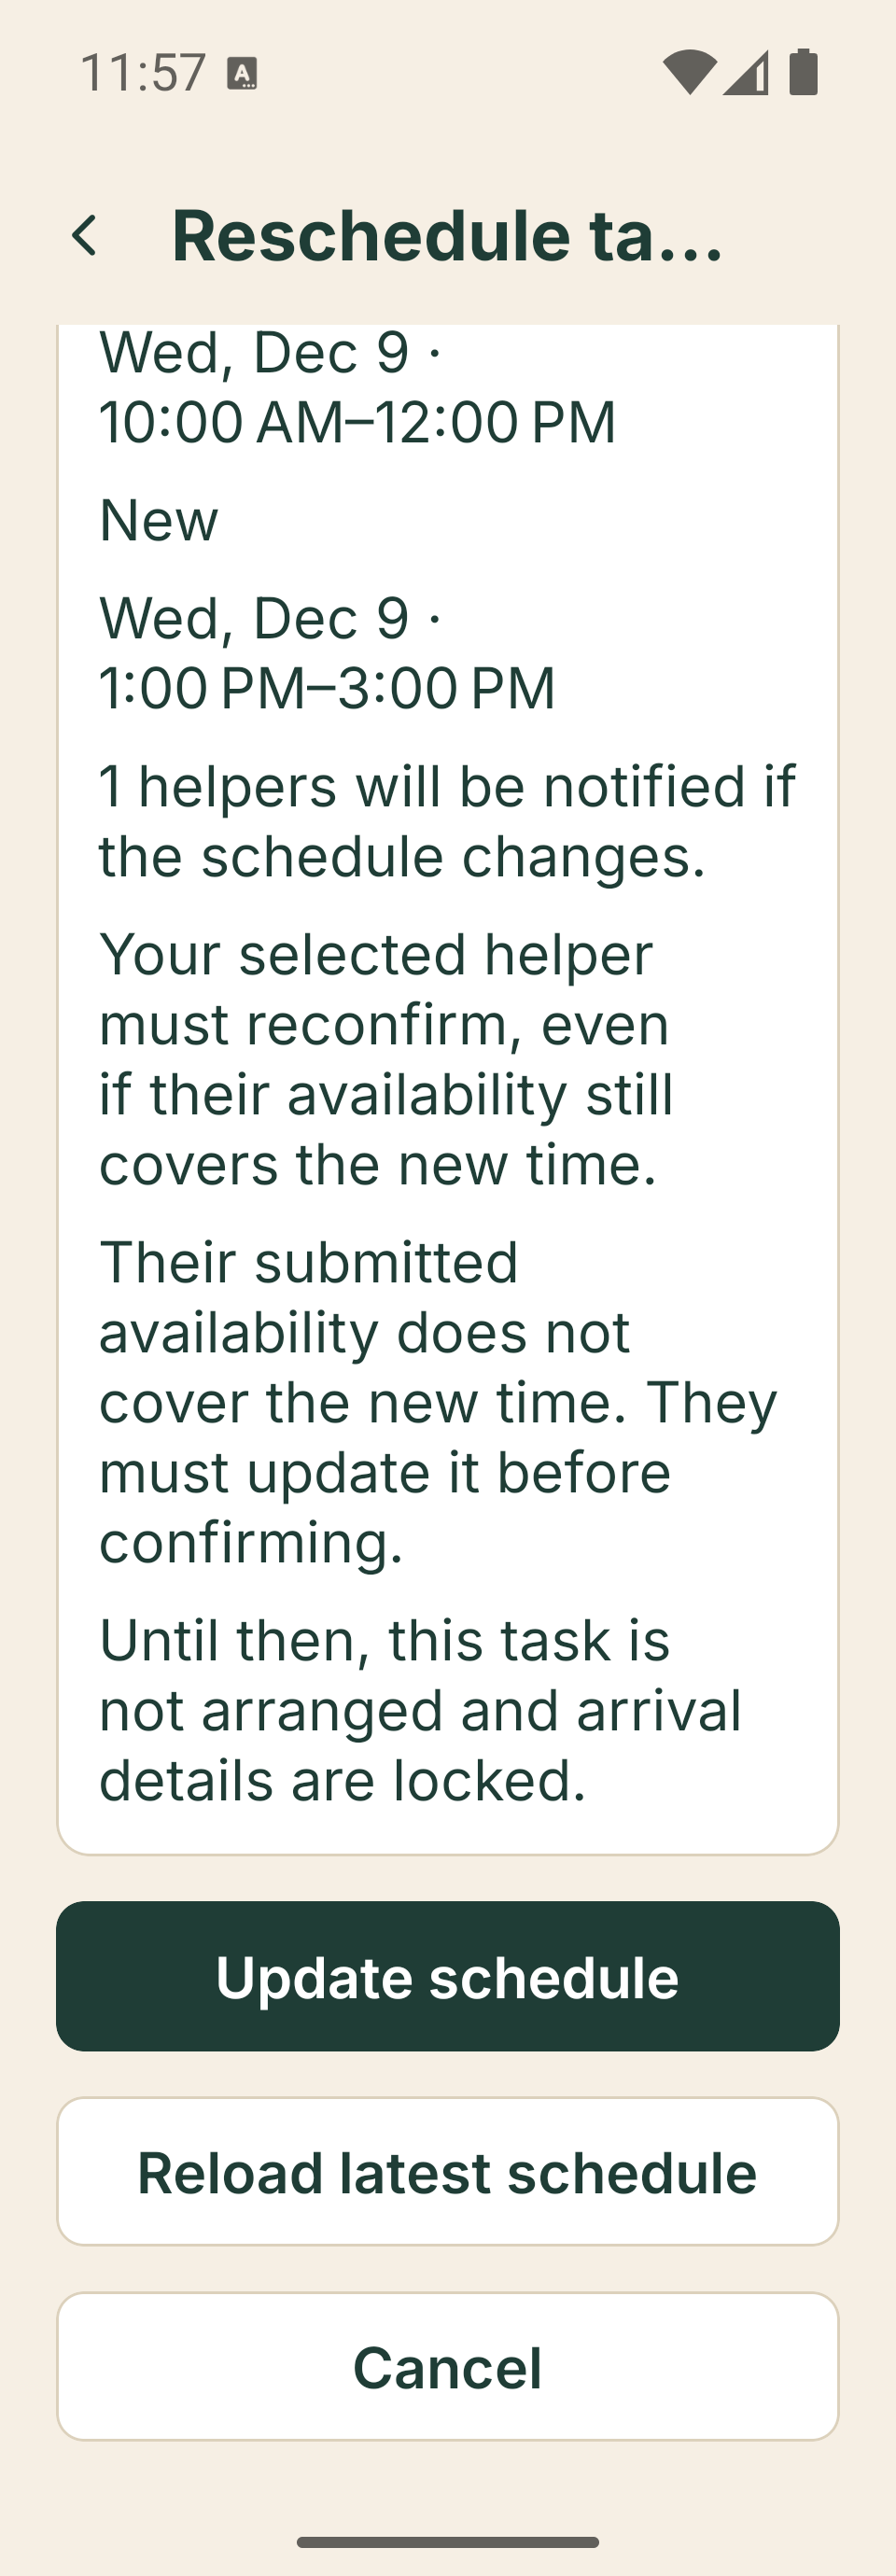 11:57
Reschedule ta...
Wed, Dec 9 ·
10:00 AM–12:00 PM
New
Wed, Dec 9 ·
1:00 PM–3:00 PM
1 helpers will be notified if
the schedule changes.
Your selected helper
must reconfirm, even
if their availability still
covers the new time.
Their submitted
availability does not
cover the new time. They
must update it before
confirming.
Until then, this task is
not arranged and arrival
details are locked.
Update schedule
Reload latest schedule
Cancel